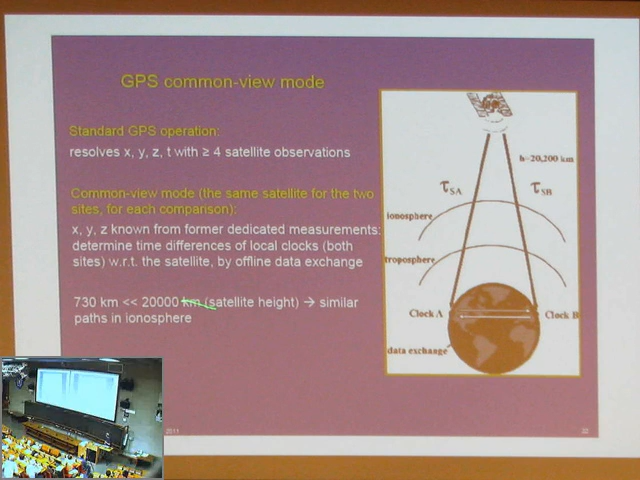 GPS common-view mode
Standard GPS operation:
resolves x, y, z, t with ≥ 4 satellite observations
Common-view mode (the same satellite for the two
sites, for each comparison):
x, y, z known from former dedicated measurements:
determine time differences of local clocks (both
sites) w.r.t. the satellite, by offline data exchange
730 km << 20000 km (satellite height) → similar
paths in ionosphere
h=20,200 km
τSA
τSB
ionosphere
troposphere
Clock A
Clock B
data exchange
2011
32